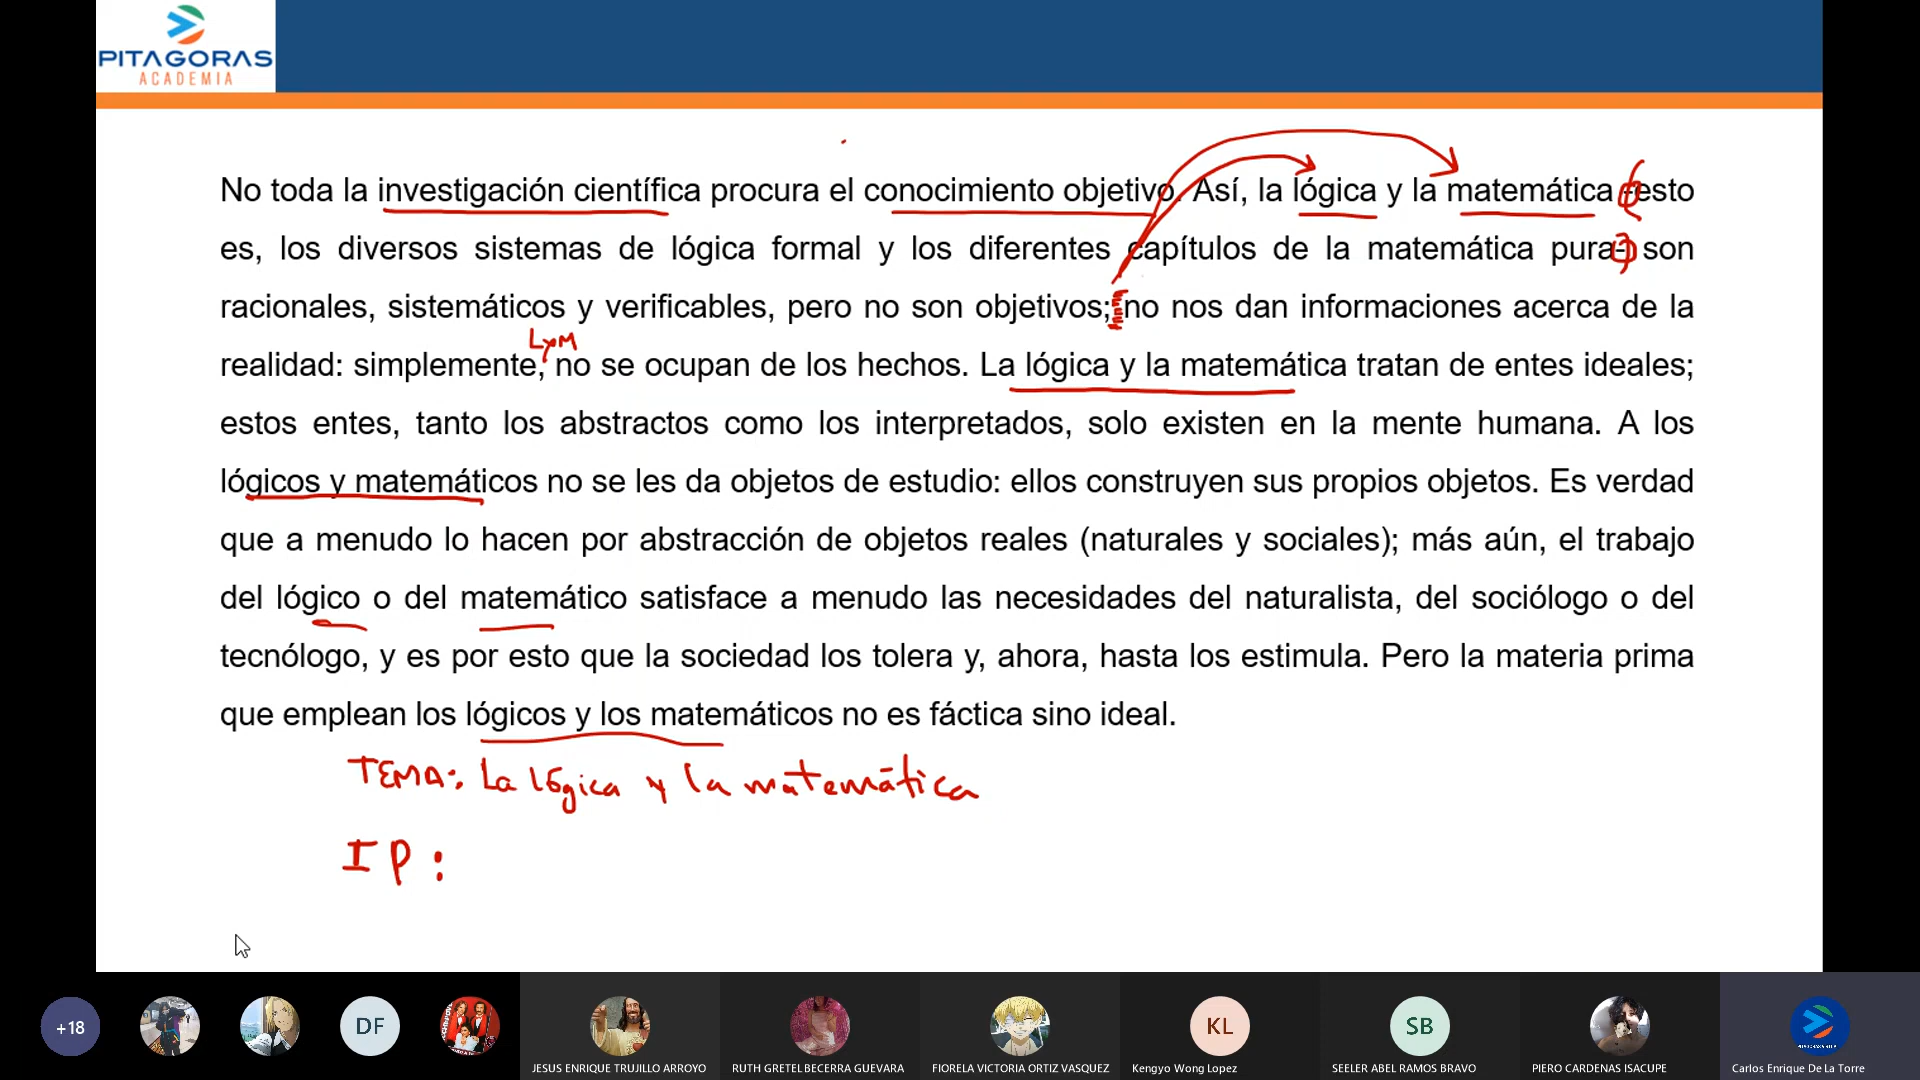 PITAGORAS
ACADEMIA
No toda la investigación científica procura el conocimiento objetivo. Así, la lógica y la matemática -esto
es, los diversos sistemas de lógica formal y los diferentes capítulos de la matemática pura- son
racionales, sistemáticos y verificables, pero no son objetivos; no nos dan informaciones acerca de la
LyM
realidad: simplemente, no se ocupan de los hechos. La lógica y la matemática tratan de entes ideales;
estos entes, tanto los abstractos como los interpretados, solo existen en la mente humana. A los
lógicos y matemáticos no se les da objetos de estudio: ellos construyen sus propios objetos. Es verdad
que a menudo lo hacen por abstracción de objetos reales (naturales y sociales); más aún, el trabajo
del lógico o del matemático satisface a menudo las necesidades del naturalista, del sociólogo o del
tecnólogo, y es por esto que la sociedad los tolera y, ahora, hasta los estimula. Pero la materia prima
que emplean los lógicos y los matemáticos no es fáctica sino ideal.
TEMA: La lógica y la matemática
IP:
+18
DF
KL
SB
JESUS ENRIQUE TRUJILLO ARROYO
RUTH GRETEL BECERRA GUEVARA
FIORELA VICTORIA ORTIZ VASQUEZ
Kengyo Wong Lopez
SEELER ABEL RAMOS BRAVO
PIERO CARDENAS ISACUPE
Carlos Enrique De La Torre